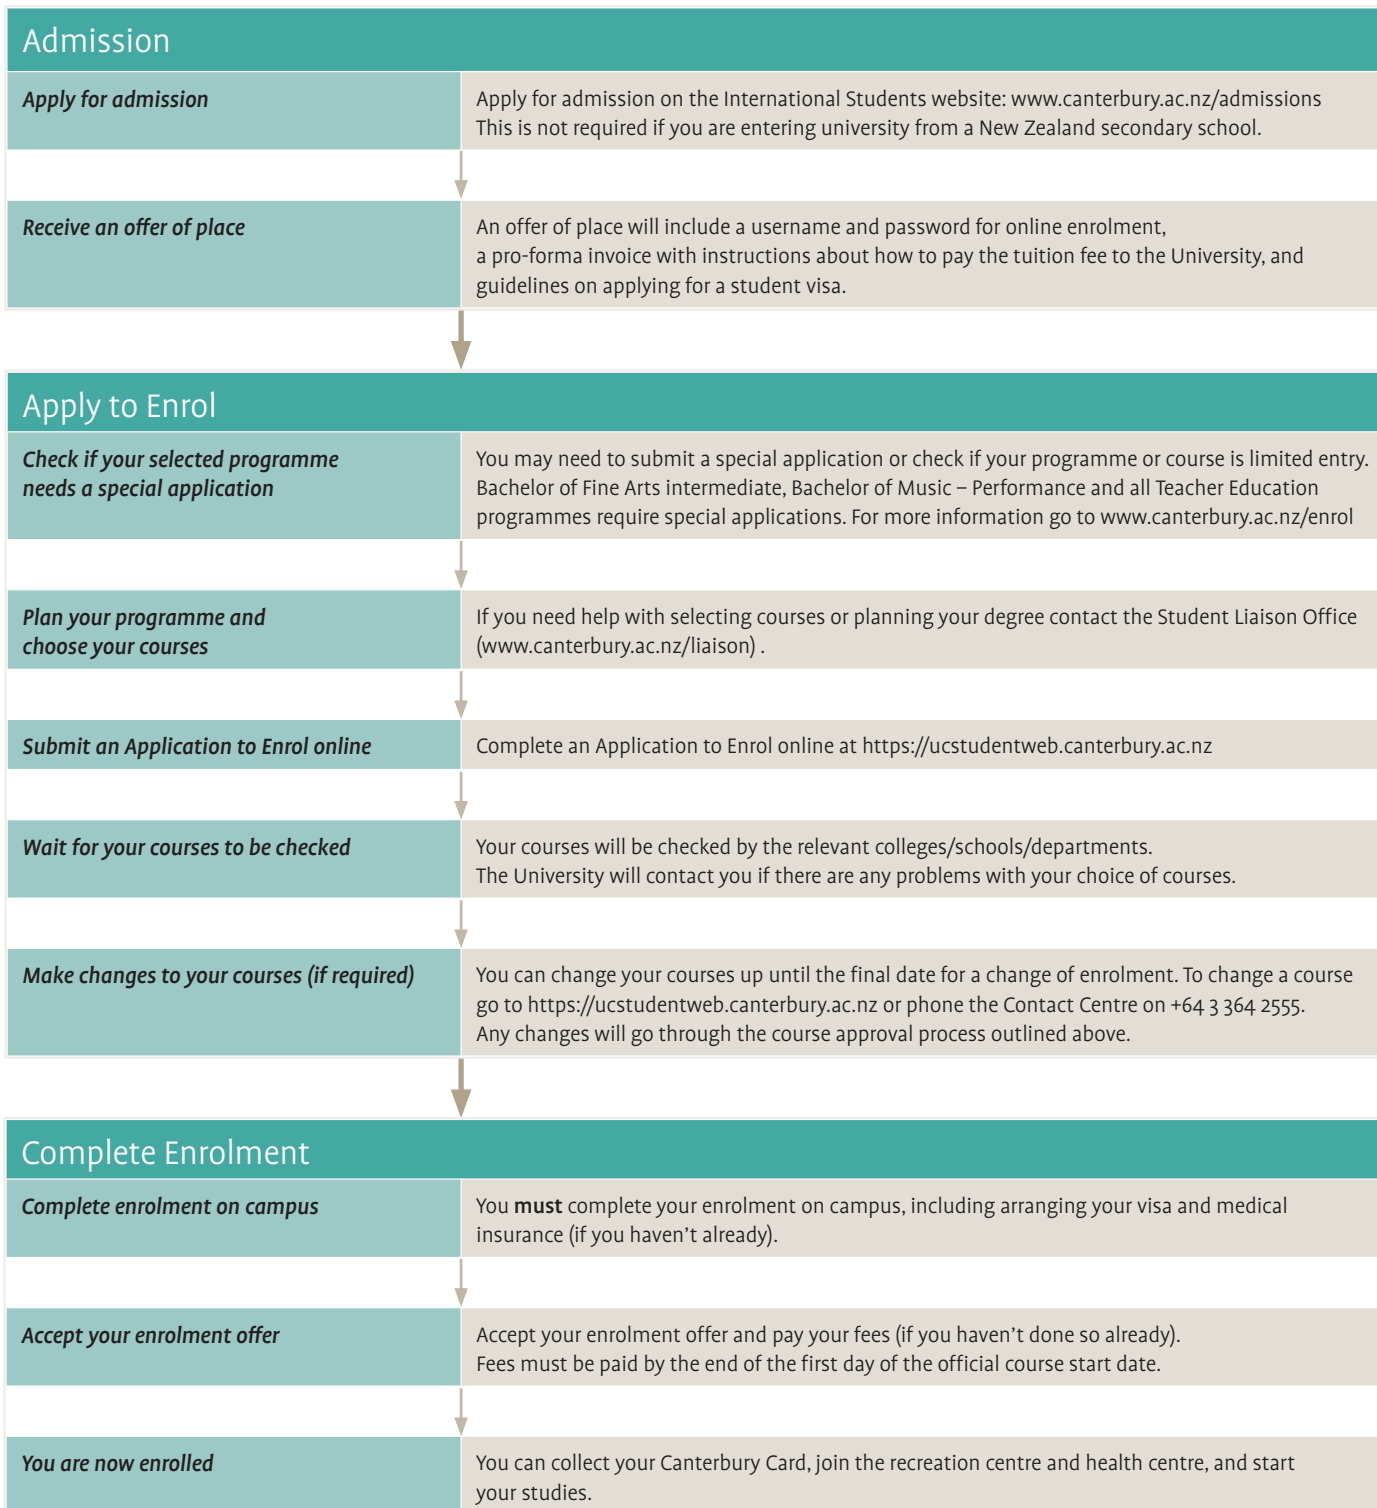 Admission
Apply for admission
Apply for admission on the International Students website: www.canterbury.ac.nz/admissions
This is not required if you are entering university from a New Zealand secondary school.
Receive an offer of place
An offer of place will include a username and password for online enrolment,
a pro-forma invoice with instructions about how to pay the tuition fee to the University, and
guidelines on applying for a student visa.
Apply to Enrol
Check if your selected programme
needs a special application
You may need to submit a special application or check if your programme or course is limited entry.
Bachelor of Fine Arts intermediate, Bachelor of Music – Performance and all Teacher Education
programmes require special applications. For more information go to www.canterbury.ac.nz/enrol
Plan your programme and
choose your courses
If you need help with selecting courses or planning your degree contact the Student Liaison Office
(www.canterbury.ac.nz/liaison) .
Submit an Application to Enrol online
Complete an Application to Enrol online at https://ucstudentweb.canterbury.ac.nz
Wait for your courses to be checked
Your courses will be checked by the relevant colleges/schools/departments.
The University will contact you if there are any problems with your choice of courses.
Make changes to your courses (if required)
You can change your courses up until the final date for a change of enrolment. To change a course
go to https://ucstudentweb.canterbury.ac.nz or phone the Contact Centre on +64 3 364 2555.
Any changes will go through the course approval process outlined above.
Complete Enrolment
Complete enrolment on campus
You must complete your enrolment on campus, including arranging your visa and medical
insurance (if you haven't already).
Accept your enrolment offer
Accept your enrolment offer and pay your fees (if you haven't done so already).
Fees must be paid by the end of the first day of the official course start date.
You are now enrolled
You can collect your Canterbury Card, join the recreation centre and health centre, and start
your studies.